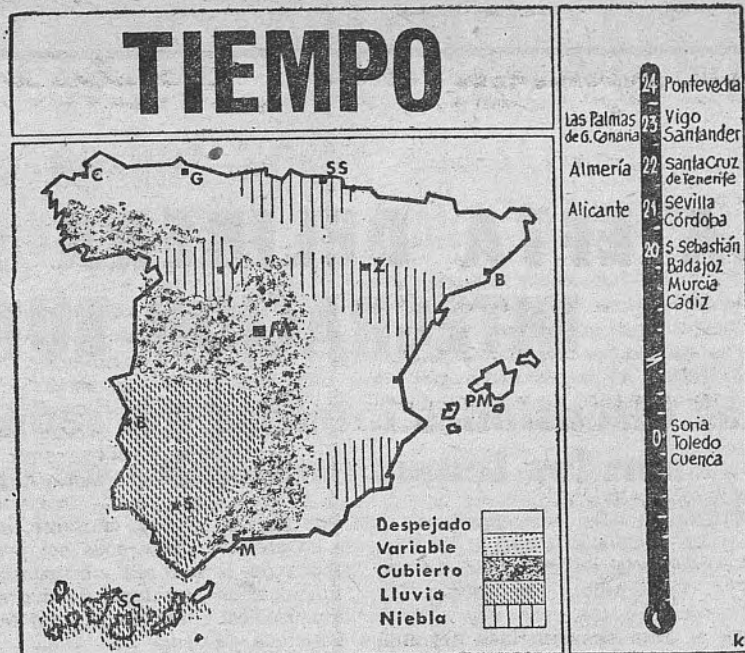 TIEMPO
C
G
SS
V
Z
B
M
PM
B
S
M
SC
Despejado
Variable
Cubierto
Lluvia
Niebla
24 Pontevedra
Las Palmas de G. Canaria 23 Vigo
Santander
Almería 22 Santa Cruz
de Tenerife
Alicante 21 Sevilla
Córdoba
20 S Sebastián
Badajoz
Murcia
Cádiz
0 Soria
Toledo
Cuenca
k